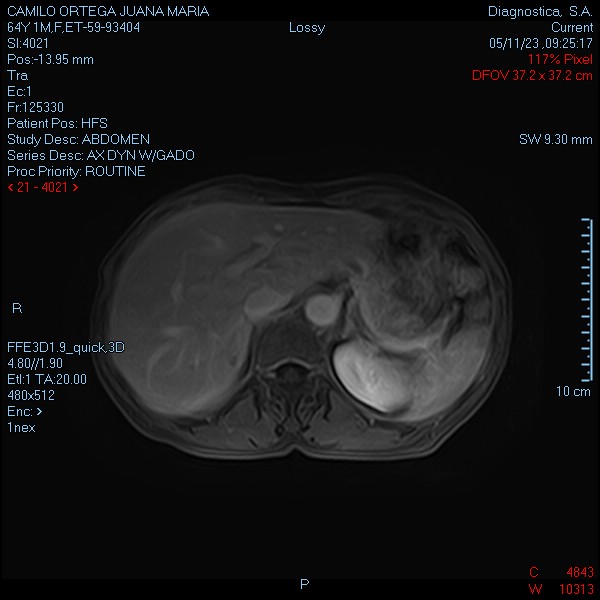 CAMILO ORTEGA JUANA MARIA
64Y 1M,F,ET-59-93404
SI:4021
Pos:-13.95 mm
Tra
Ec:1
Fr:125330
Patient Pos: HFS
Study Desc: ABDOMEN
Series Desc: AX DYN W/GADO
Proc Priority: ROUTINE
< 21 - 4021 >
Lossy
Diagnostica, S.A.
Current
05/11/23 ,09:25:17
117% Pixel
DFOV 37.2 x 37.2 cm
SW 9.30 mm
R
FFE3D1.9_quick,3D
4.80//1.90
Etl:1 TA:20.00
480x512
Enc: >
1nex
10 cm
P
C 4843
W 10313